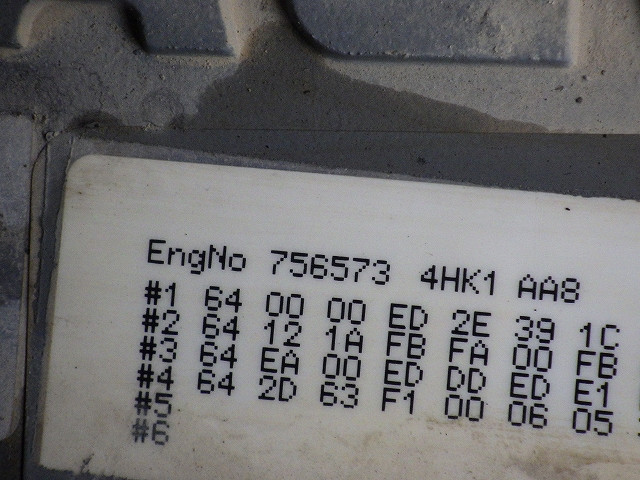 EngNo 756573 4HK1 AA8
#1 64 00 00 ED 2E 39 1C
#2 64 12 1A FB FA 00 FB
#3 64 EA 00 ED DD ED E1
#4 64 2D 63 F1 00 06 05
#5
#6